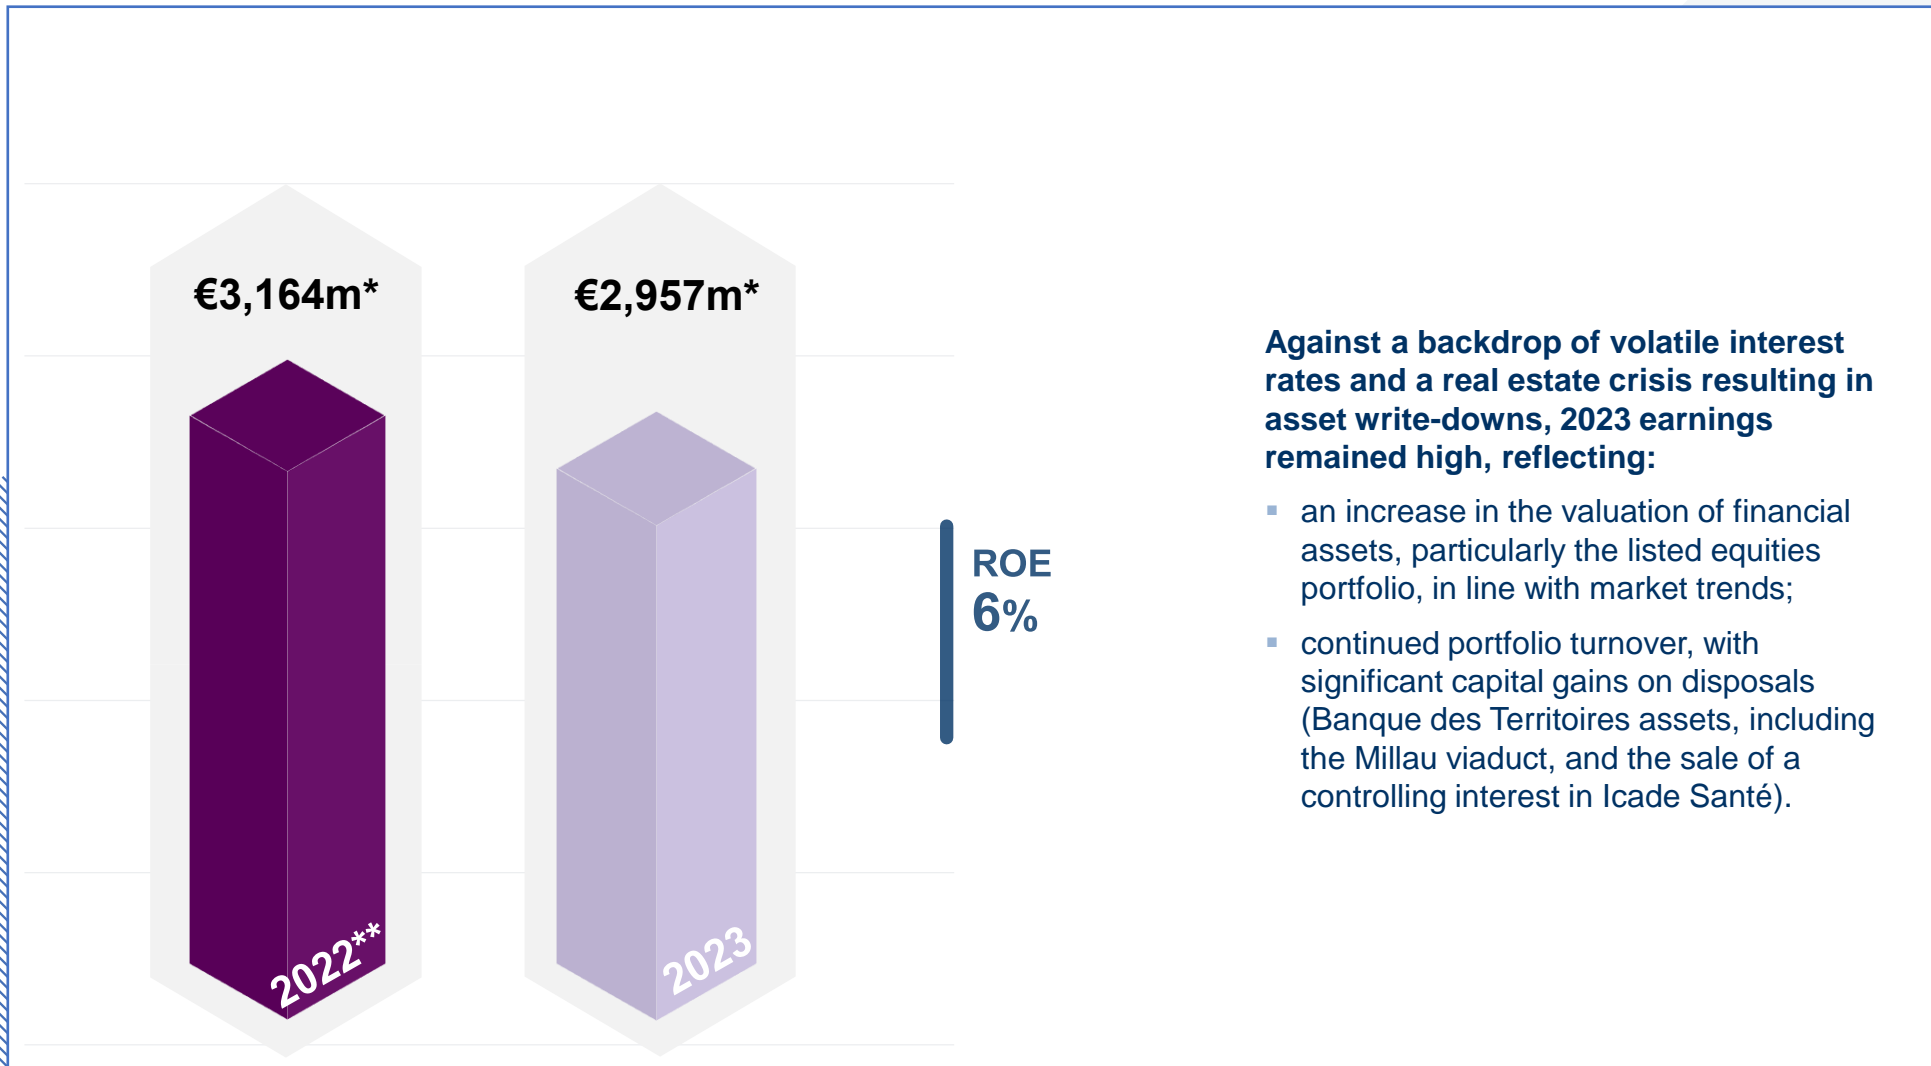 €3,164m*
€2,957m*
2022**
2023
ROE
6%
Against a backdrop of volatile interest
rates and a real estate crisis resulting in
asset write-downs, 2023 earnings
remained high, reflecting:
▪ an increase in the valuation of financial
assets, particularly the listed equities
portfolio, in line with market trends;
▪ continued portfolio turnover, with
significant capital gains on disposals
(Banque des Territoires assets, including
the Millau viaduct, and the sale of a
controlling interest in Icade Santé).